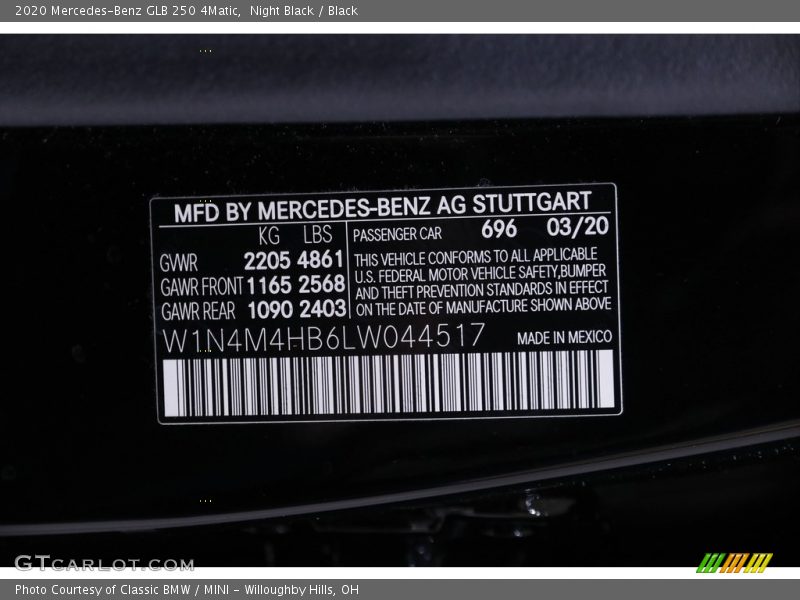 2020 Mercedes-Benz GLB 250 4Matic, Night Black / Black
MFD BY MERCEDES-BENZ AG STUTTGART
KG LBS PASSENGER CAR 696 03/20
GVWR 2205 4861
GAWR FRONT 1165 2568
GAWR REAR 1090 2403
THIS VEHICLE CONFORMS TO ALL APPLICABLE
U.S. FEDERAL MOTOR VEHICLE SAFETY,BUMPER
AND THEFT PREVENTION STANDARDS IN EFFECT
ON THE DATE OF MANUFACTURE SHOWN ABOVE
W1N4M4HB6LW044517 MADE IN MEXICO
GTCARLOT.COM
Photo Courtesy of Classic BMW / MINI - Willoughby Hills, OH